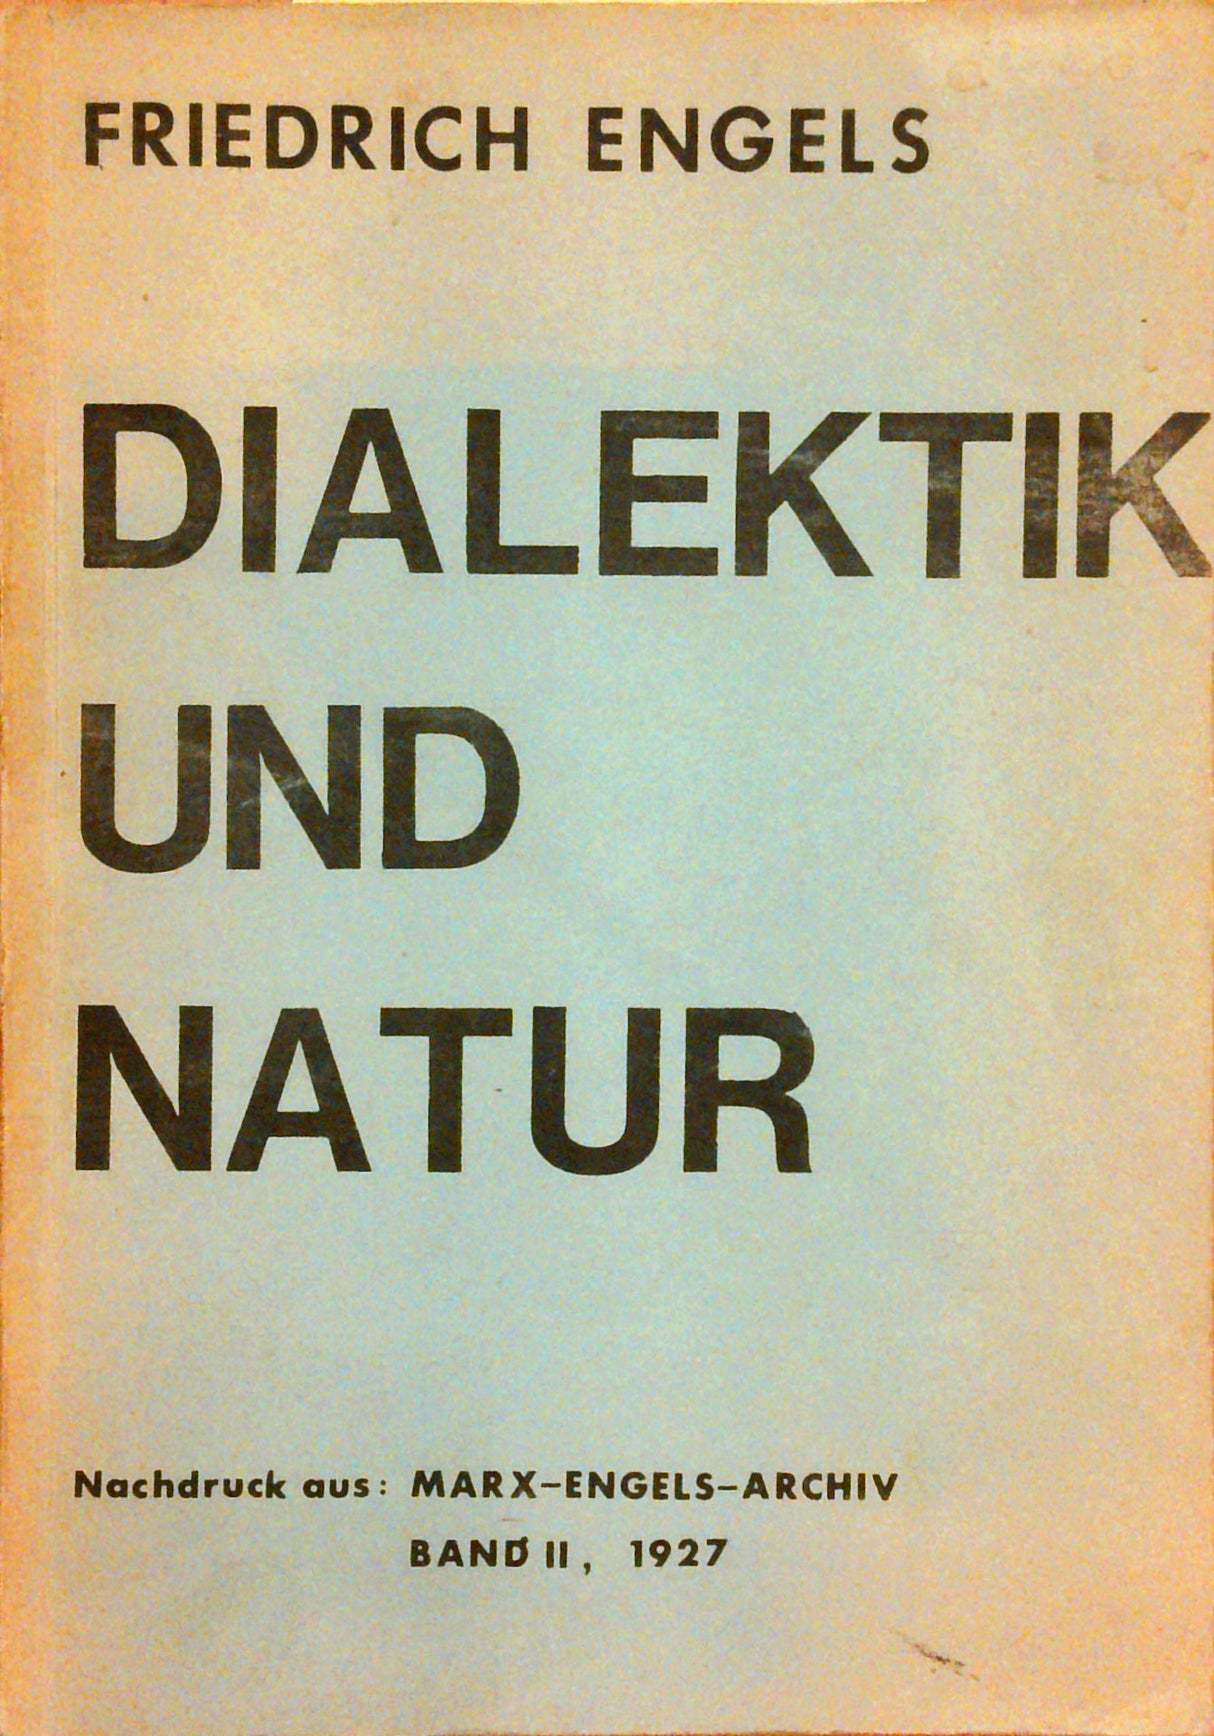 FRIEDRICH ENGELS
DIALEKTIK
UND
NATUR
Nachdruck aus: MARX-ENGELS-ARCHIV
BAND II, 1927